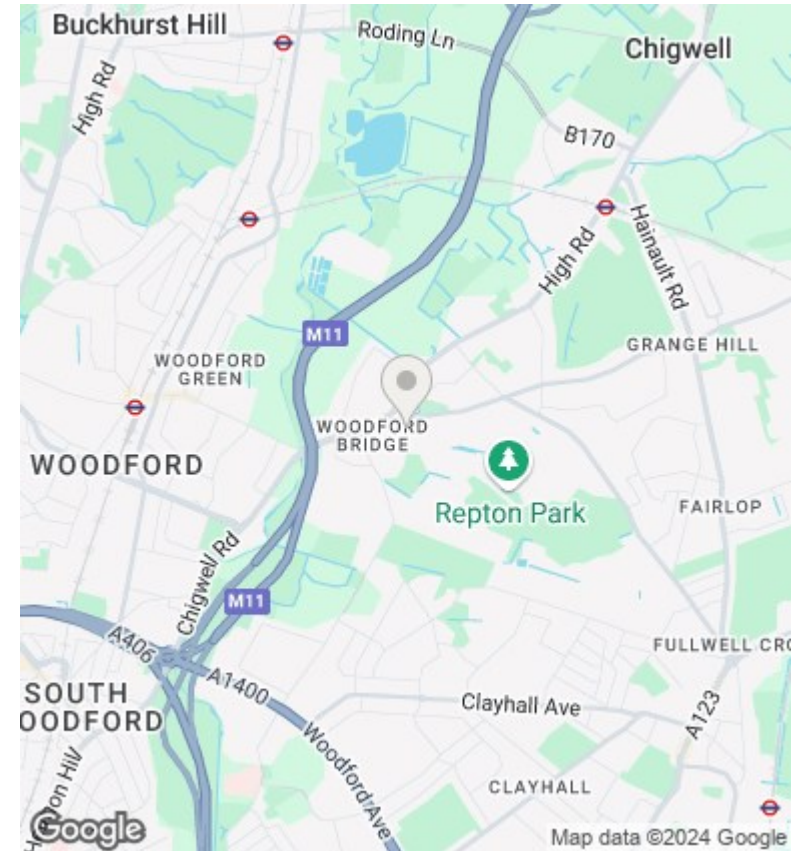 Buckhurst Hill
Roding Ln
Chigwell
High Rd
B170
High Rd
Hainault Rd
M11
GRANGE HILL
WOODFORD
GREEN
WOODFORD
BRIDGE
WOODFORD
Repton Park
FAIRLOP
Chigwell Rd
M11
A406
FULLWELL CRO
A1400
SOUTH
OODFORD
Clayhall Ave
A123
Woodford Ave
CLAYHALL
Google
Map data ©2024 Google